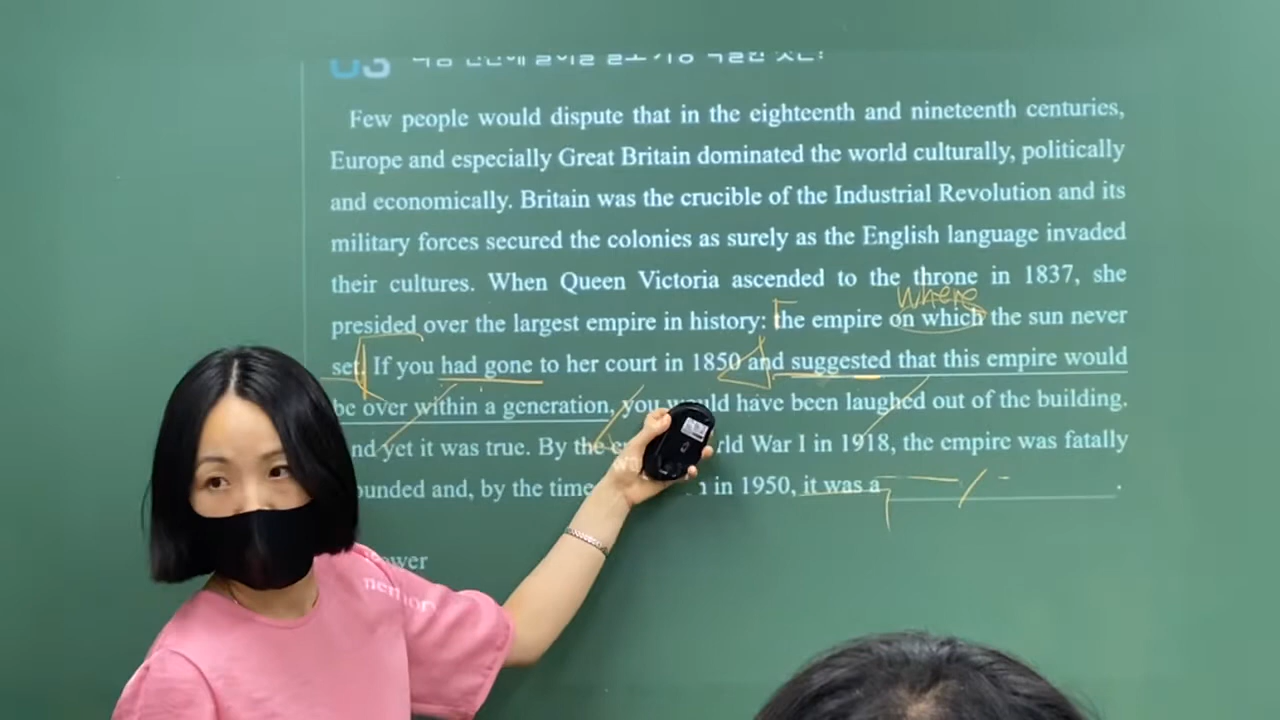 03
Few people would dispute that in the eighteenth and nineteenth centuries,
Europe and especially Great Britain dominated the world culturally, politically
and economically. Britain was the crucible of the Industrial Revolution and its
military forces secured the colonies as surely as the English language invaded
their cultures. When Queen Victoria ascended to the throne in 1837, she
where
presided over the largest empire in history: the empire on which the sun never
set. If you had gone to her court in 1850 and suggested that this empire would
be over within a generation, you would have been laughed out of the building.
nd yet it was true. By the rld War I in 1918, the empire was fatally
ounded and, by the time in 1950, it was a .
ower
memory